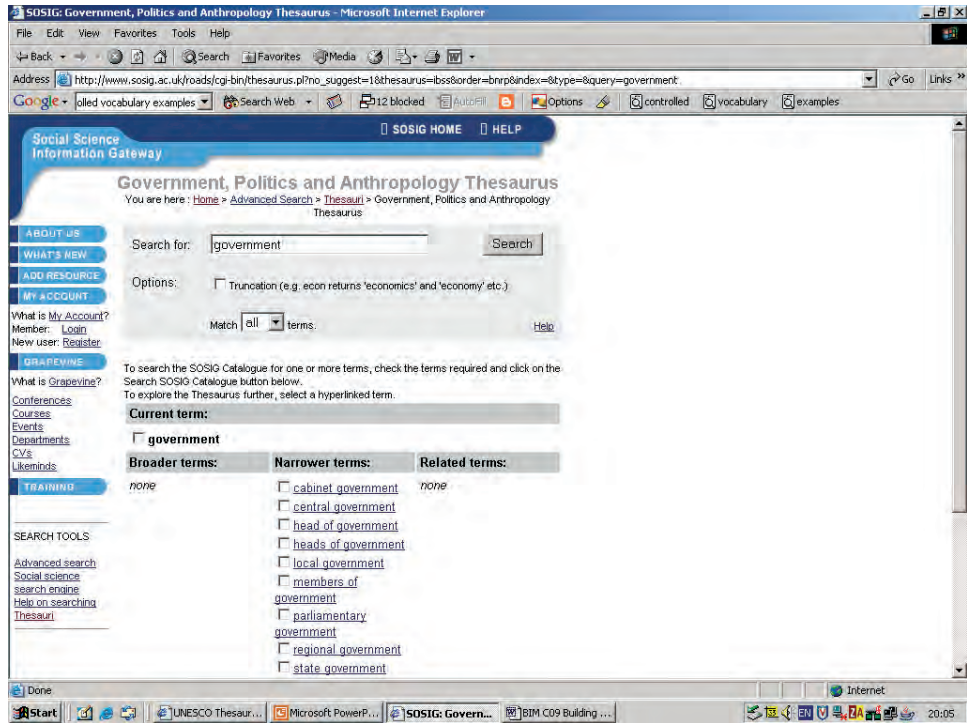 SOSIG: Government, Politics and Anthropology Thesaurus - Microsoft Internet Explorer
File Edit View Favorites Tools Help
Back Search Favorites Media
Address http://www.sosig.ac.uk/roads/cgi-bin/thesaurus.pl?no_suggest=1&thesaurus=ibss&order=bnrp&index=&type=&query=government Go Links »
Google olled vocabulary examples Search Web 12 blocked AutoFill Options controlled vocabulary examples
SOSIG HOME HELP
Social Science
Information Gateway
Government, Politics and Anthropology Thesaurus
You are here : Home > Advanced Search > Thesauri > Government, Politics and Anthropology
Thesaurus
ABOUT US
WHAT'S NEW
ADD RESOURCE
MY ACCOUNT
What is My Account?
Member: Login
New user: Register
GRAPEVINE
What is Grapevine?
Conferences
Courses
Events
Departments
CVs
Likeminds
TRAINING
SEARCH TOOLS
Advanced search
Social science
search engine
Help on searching
Thesauri
Search for: government Search
Options: Truncation (e.g. econ returns 'economics' and 'economy' etc.)
Match all terms. Help
To search the SOSIG Catalogue for one or more terms, check the terms required and click on the
Search SOSIG Catalogue button below.
To explore the Thesaurus further, select a hyperlinked term.
Current term:
government
Broader terms: Narrower terms: Related terms:
none cabinet government none
central government
head of government
heads of government
local government
members of
government
parliamentary
government
regional government
state government
Done Internet
Start UNESCO Thesaur... Microsoft PowerP... SOSIG: Govern... BIM C09 Building ... EN 20:05